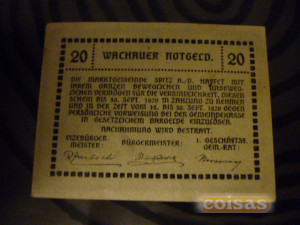 20 WACHAUER NOTGELD. 20
DIE MARKTGEMEINDE SPITZ A/D. HAFTET MIT
IHREM GANZEN BEWEGLICHEN UND UNBEWEG-
LICHEN VERMÖGEN FÜR DIE VERBINDLICHKEIT, DIESEN
SCHEIN BIS 30. SEPT. 1920 IN ZAHLUNG ZU NEHMEN
UND IN DER ZEIT VOM 1. BIS 30. SEPT. 1920 GEGEN
PERSÖNLICHE VORWEISUNG BEI DER GEMEINDEKASSE
IN GESETZLICHEM BARGELDE EINZULÖSEN.
NACHAHMUNG WIRD BESTRAFT.
VIZEBÜRGER- BÜRGERMEISTER: 1. GESCHÄFTS.
MEISTER: GEM.-RAT:
coisas